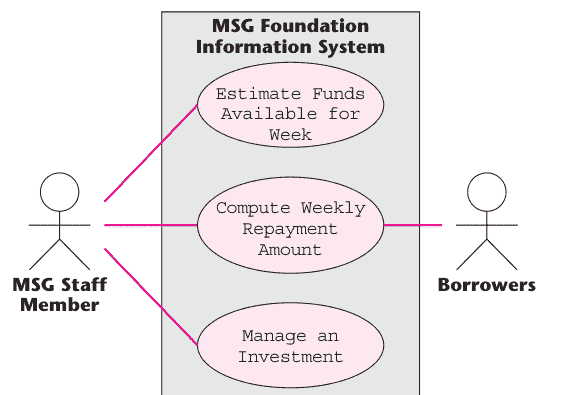 MSG Foundation
Information System
Estimate Funds
Available for
Week
Compute Weekly
Repayment
Amount
MSG Staff
Member
Borrowers
Manage an
Investment